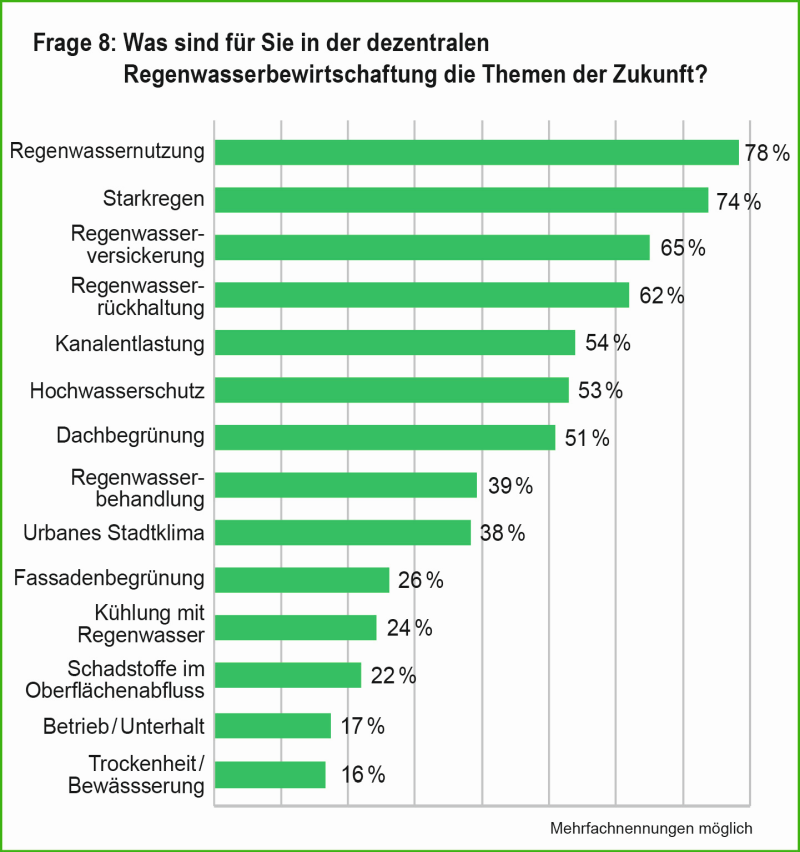 Frage 8: Was sind für Sie in der dezentralen
Regenwasserbewirtschaftung die Themen der Zukunft?
Regenwassernutzung 78 %
Starkregen 74 %
Regenwasser-
versickerung 65 %
Regenwasser-
rückhaltung 62 %
Kanalentlastung 54 %
Hochwasserschutz 53 %
Dachbegrünung 51 %
Regenwasser-
behandlung 39 %
Urbanes Stadtklima 38 %
Fassadenbegrünung 26 %
Kühlung mit
Regenwasser 24 %
Schadstoffe im
Oberflächenabfluss 22 %
Betrieb/Unterhalt 17 %
Trockenheit/
Bewässserung 16 %
Mehrfachnennungen möglich